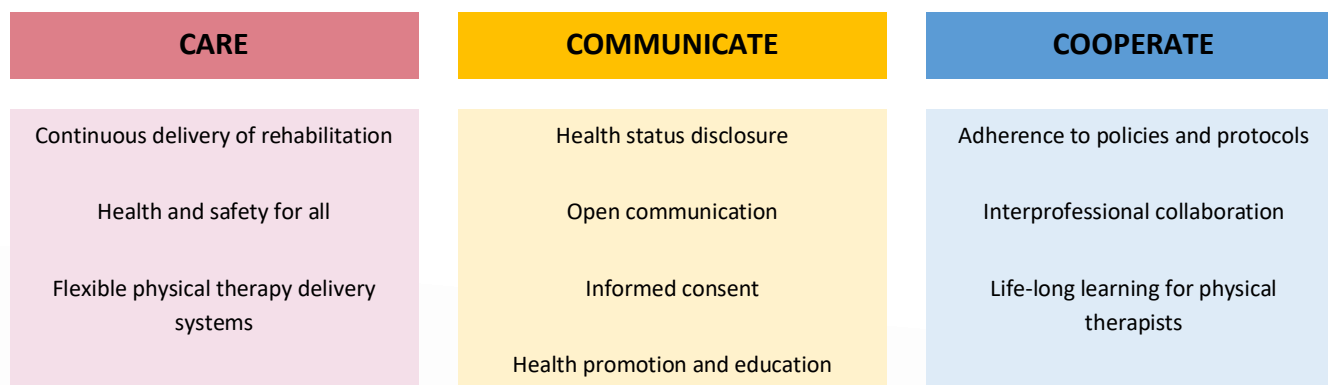 CARE
Continuous delivery of rehabilitation
Health and safety for all
Flexible physical therapy delivery
systems
COMMUNICATE
Health status disclosure
Open communication
Informed consent
Health promotion and education
COOPERATE
Adherence to policies and protocols
Interprofessional collaboration
Life-long learning for physical
therapists